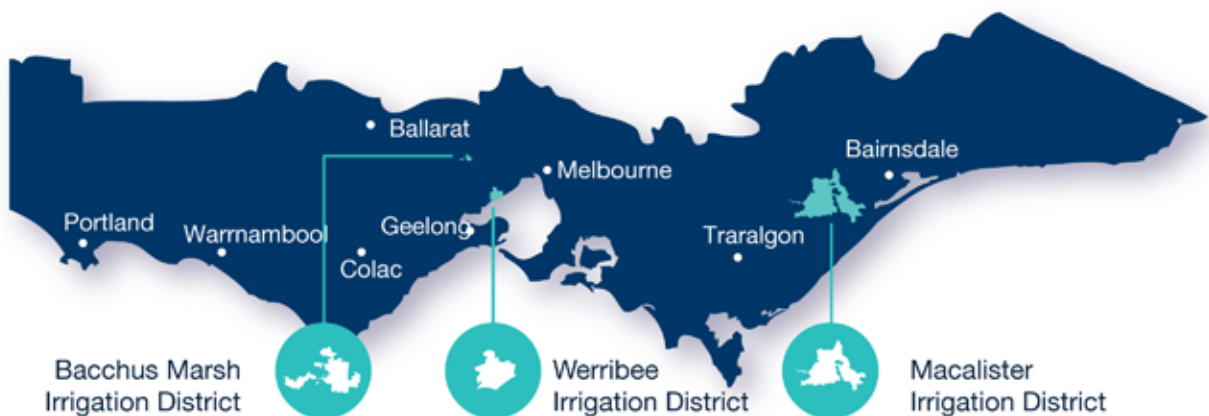 Ballarat
Bairnsdale
Melbourne
Portland
Warrnambool
Geelong
Traralgon
Colac
Bacchus Marsh
Irrigation District
Werribee
Irrigation District
Macalister
Irrigation District